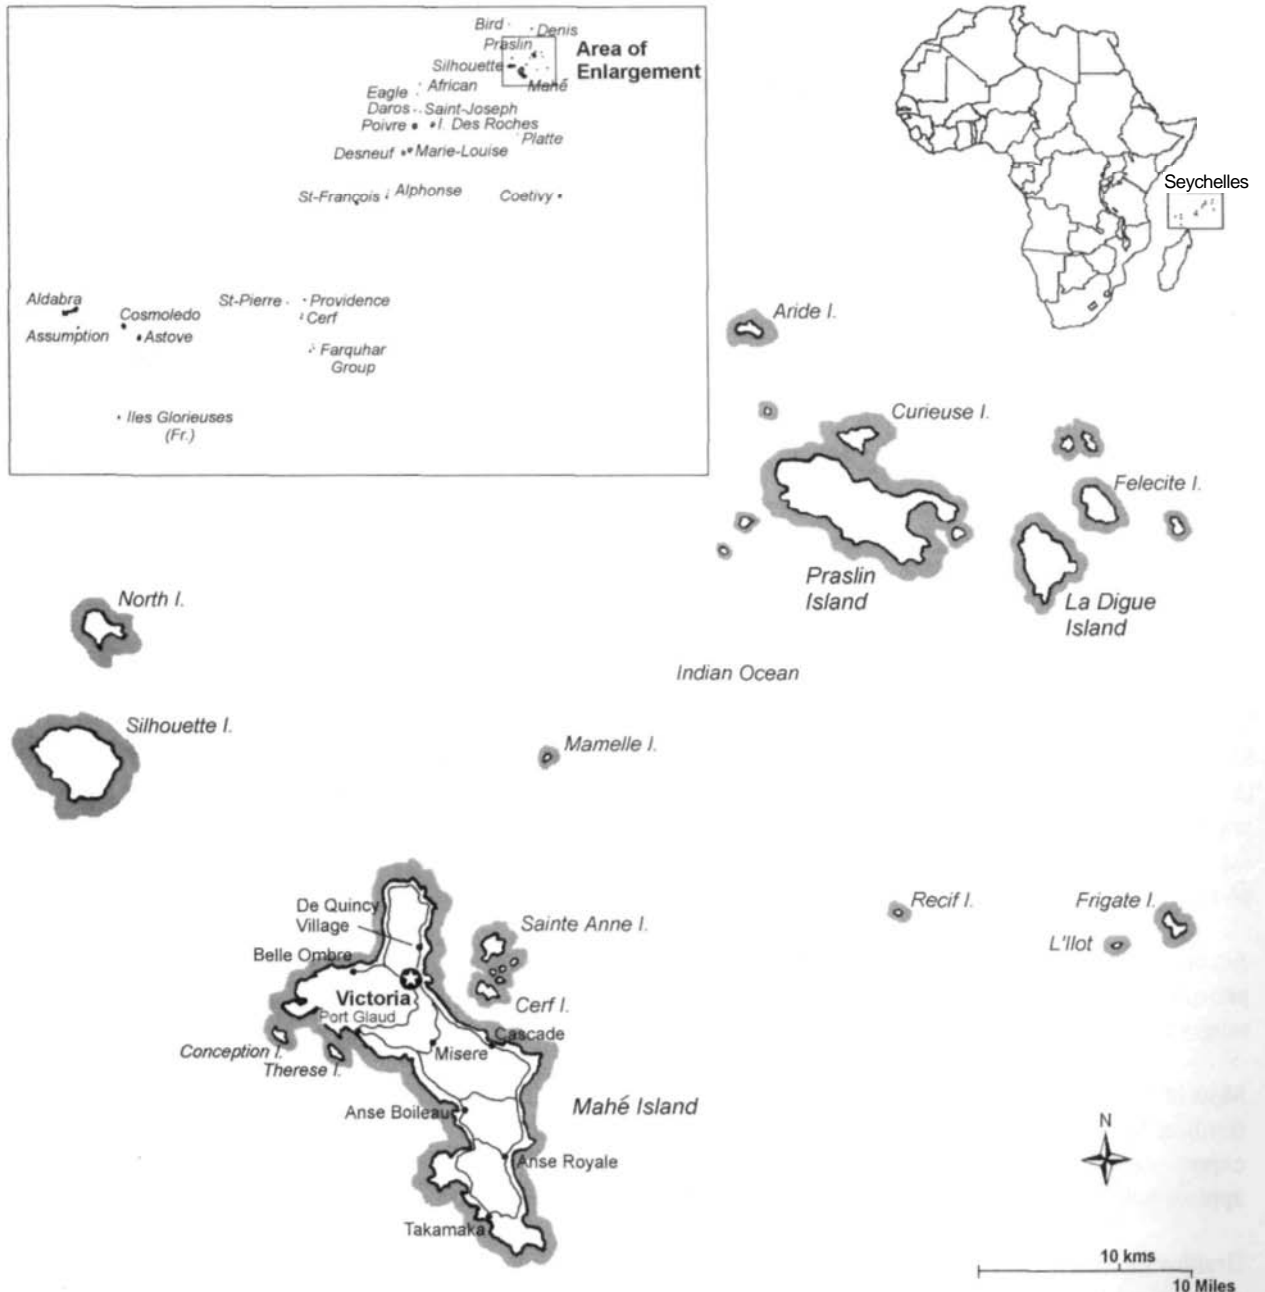 Bird
Denis
Praslin
Area of
Enlargement
Silhouette
Mahé
African
Eagle
Daros
Saint-Joseph
Poivre
I. Des Roches
Platte
Desneuf
Marie-Louise
St-François
Alphonse
Coetivy
Aldabra
Cosmoledo
St-Pierre
Providence
Cerf
Assumption
Astove
Farquhar
Group
Iles Glorieuses
(Fr.)
Seychelles
Aride I.
Curieuse I.
Felecite I.
Praslin
Island
La Digue
Island
North I.
Indian Ocean
Silhouette I.
Mamelle I.
De Quincy
Village
Sainte Anne I.
Recif I.
Frigate I.
L'Ilot
Belle Ombre
Victoria
Port Glaud
Cerf I.
Cascade
Conception I.
Misere
Therese I.
Anse Boileau
Mahé Island
N
Anse Royale
Takamaka
10 kms
10 Miles